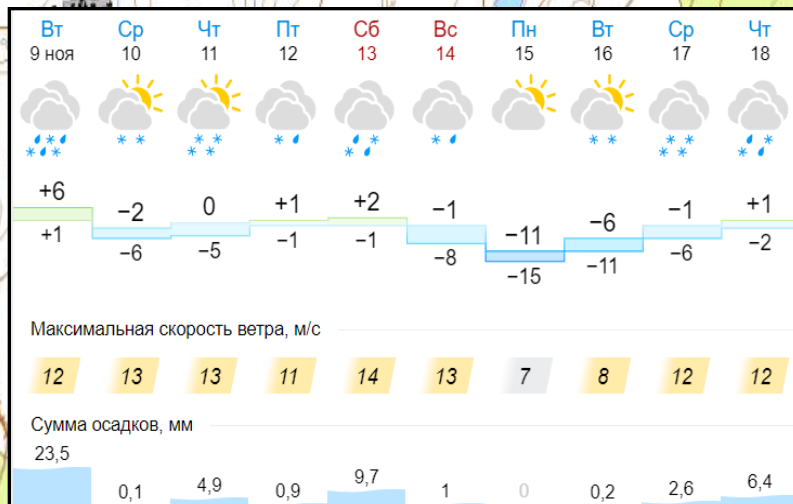 Вт Ср Чт Пт Сб Вс Пн Вт Ср Чт
9 ноя 10 11 12 13 14 15 16 17 18
+6 −2 0 +1 +2 −1 −11 −6 −1 +1
+1 −6 −5 −1 −1 −8 −15 −11 −6 −2
Максимальная скорость ветра, м/с
12 13 13 11 14 13 7 8 12 12
Сумма осадков, мм
23,5 0,1 4,9 0,9 9,7 1 0 0,2 2,6 6,4